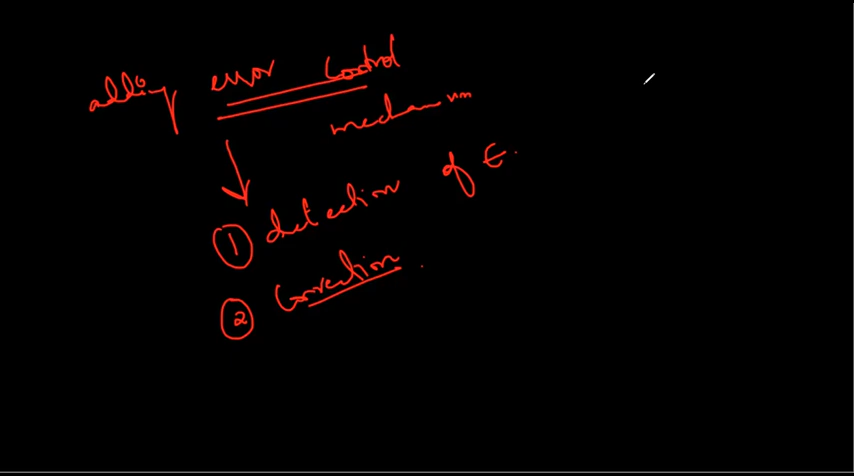 adding error control
mechanism
① detection of E.
② Correction.